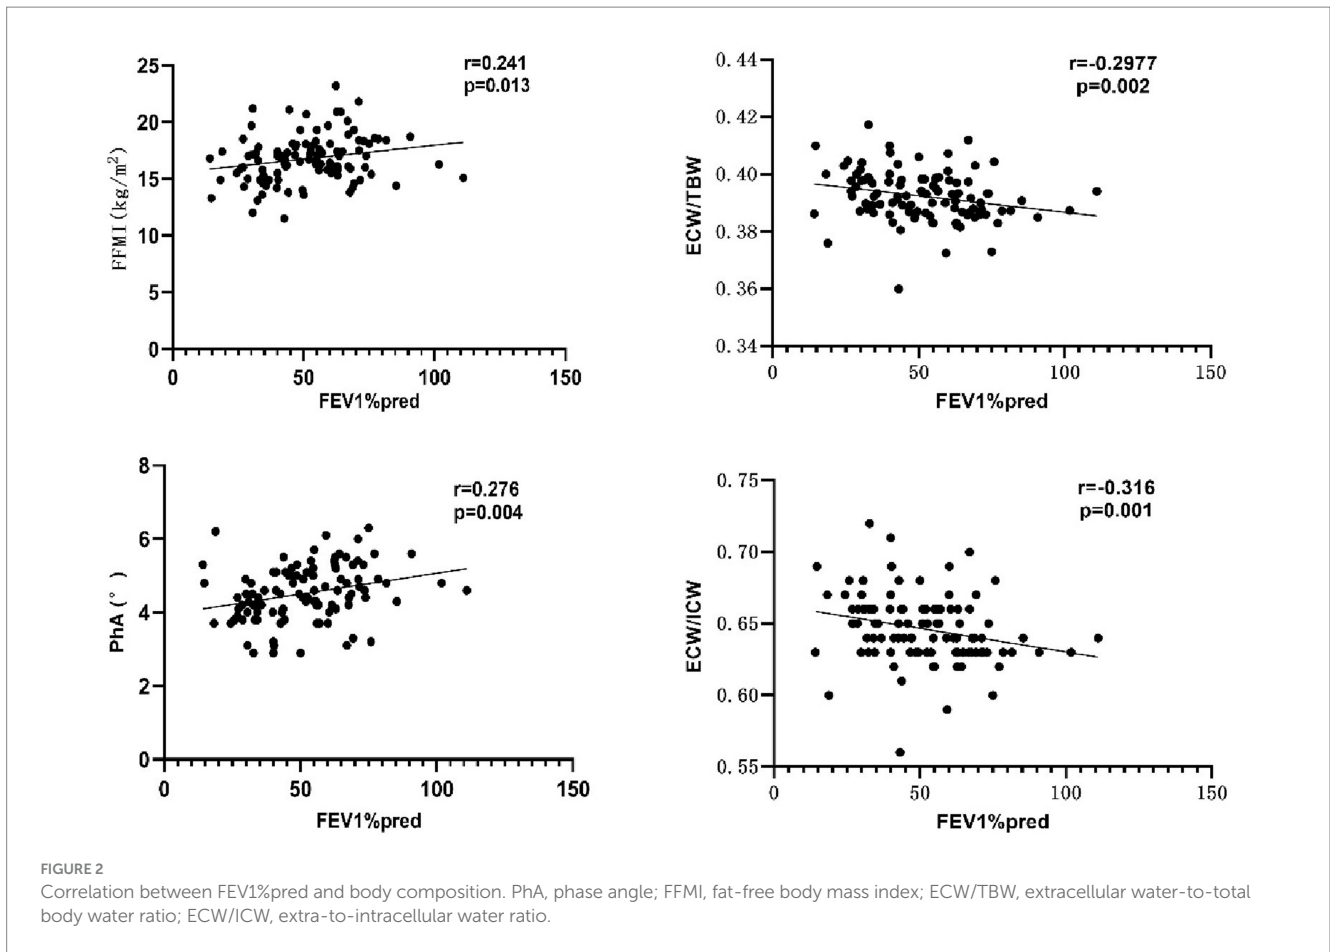 r=0.241
p=0.013
25
20
15
10
5
0
FFMI(kg/m²)
0
50
100
150
FEV1%pred
r=-0.2977
p=0.002
0.44
0.42
0.40
0.38
0.36
0.34
ECW/TBW
0
50
100
150
FEV1%pred
r=0.276
p=0.004
8
6
4
2
0
PhA(°)
0
50
100
150
FEV1%pred
r=-0.316
p=0.001
0.75
0.70
0.65
0.60
0.55
ECW/ICW
0
50
100
150
FEV1%pred
FIGURE 2
Correlation between FEV1%pred and body composition. PhA, phase angle; FFMI, fat-free body mass index; ECW/TBW, extracellular water-to-total
body water ratio; ECW/ICW, extra-to-intracellular water ratio.